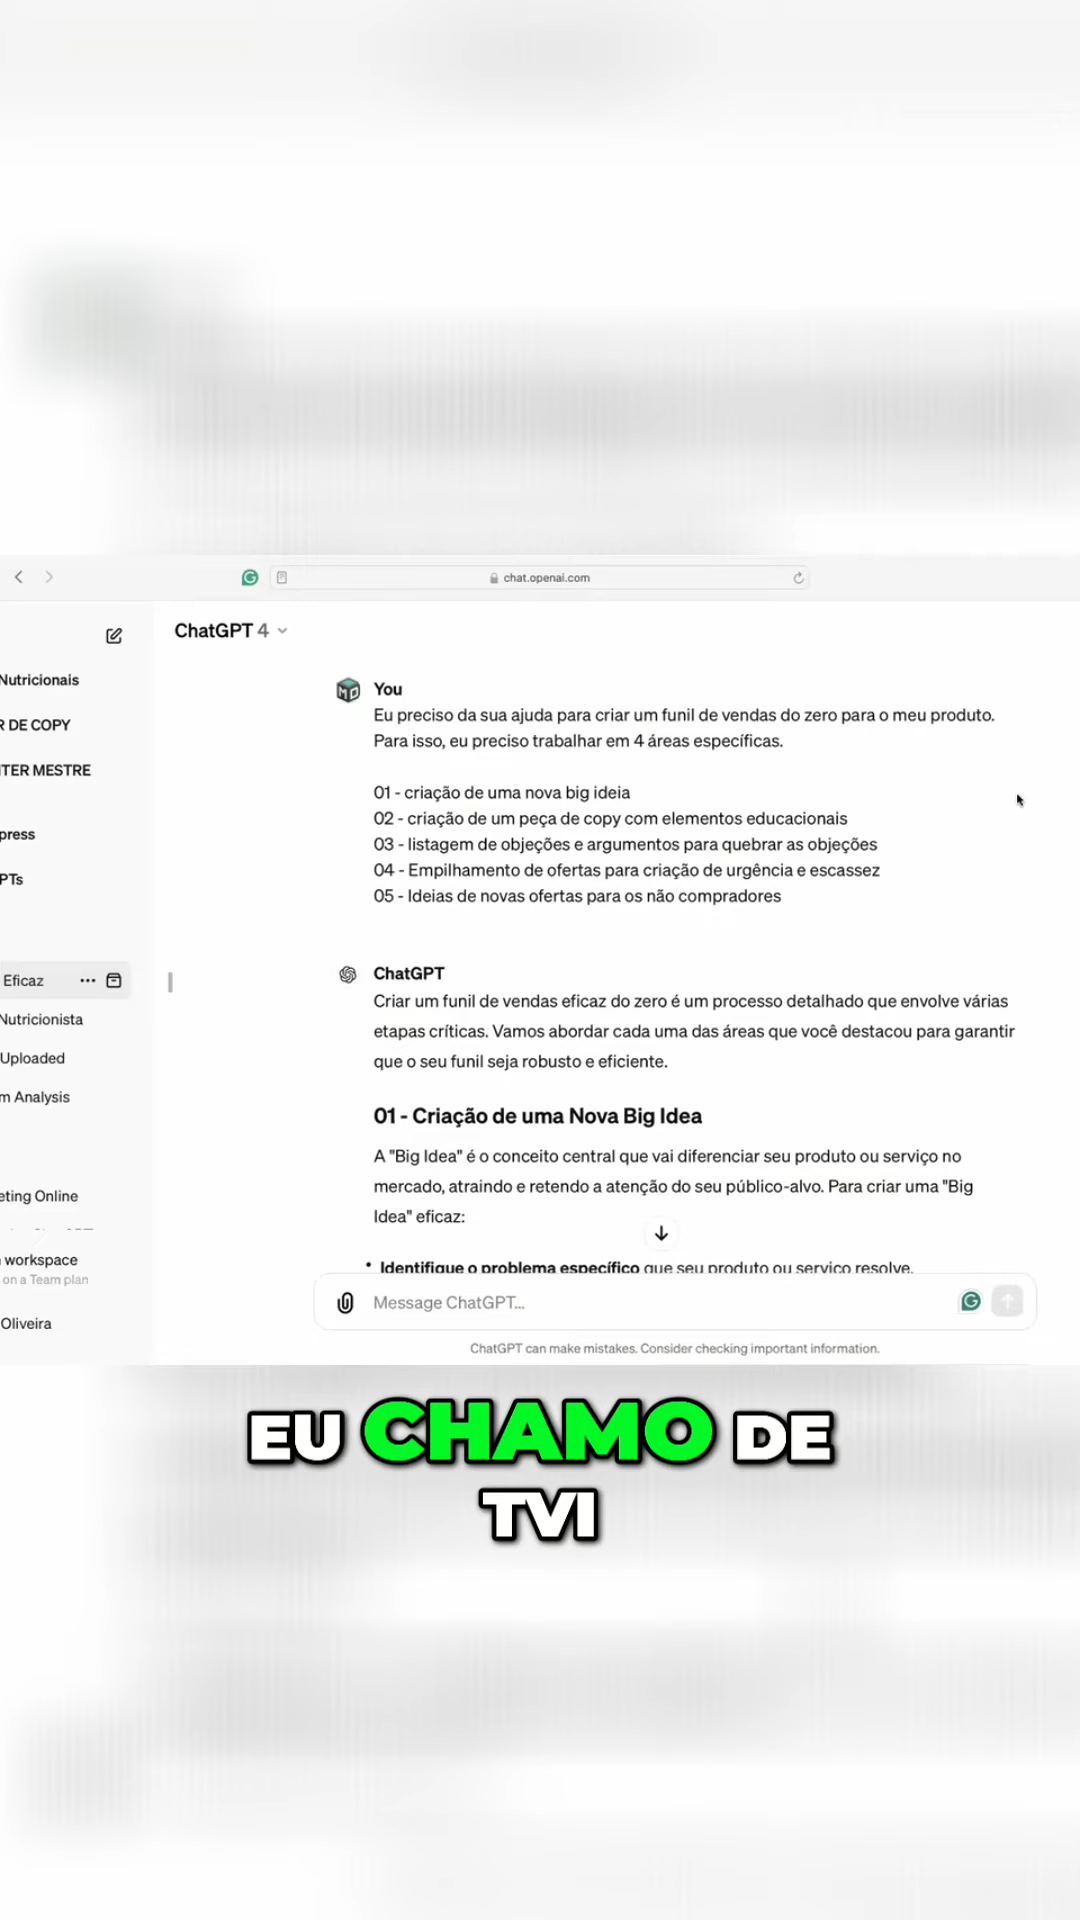 chat.openai.com
ChatGPT 4
Nutricionais
R DE COPY
ITER MESTRE
press
PTs
Eficaz
Nutricionista
Uploaded
m Analysis
eting Online
workspace
on a Team plan
Oliveira
You
Eu preciso da sua ajuda para criar um funil de vendas do zero para o meu produto.
Para isso, eu preciso trabalhar em 4 áreas específicas.
01 - criação de uma nova big ideia
02 - criação de um peça de copy com elementos educacionais
03 - listagem de objeções e argumentos para quebrar as objeções
04 - Empilhamento de ofertas para criação de urgência e escassez
05 - Ideias de novas ofertas para os não compradores
ChatGPT
Criar um funil de vendas eficaz do zero é um processo detalhado que envolve várias
etapas críticas. Vamos abordar cada uma das áreas que você destacou para garantir
que o seu funil seja robusto e eficiente.
01 - Criação de uma Nova Big Idea
A "Big Idea" é o conceito central que vai diferenciar seu produto ou serviço no
mercado, atraindo e retendo a atenção do seu público-alvo. Para criar uma "Big
Idea" eficaz:
• Identifique o problema específico que seu produto ou serviço resolve.
Message ChatGPT...
ChatGPT can make mistakes. Consider checking important information.
EU CHAMO DE
TVI